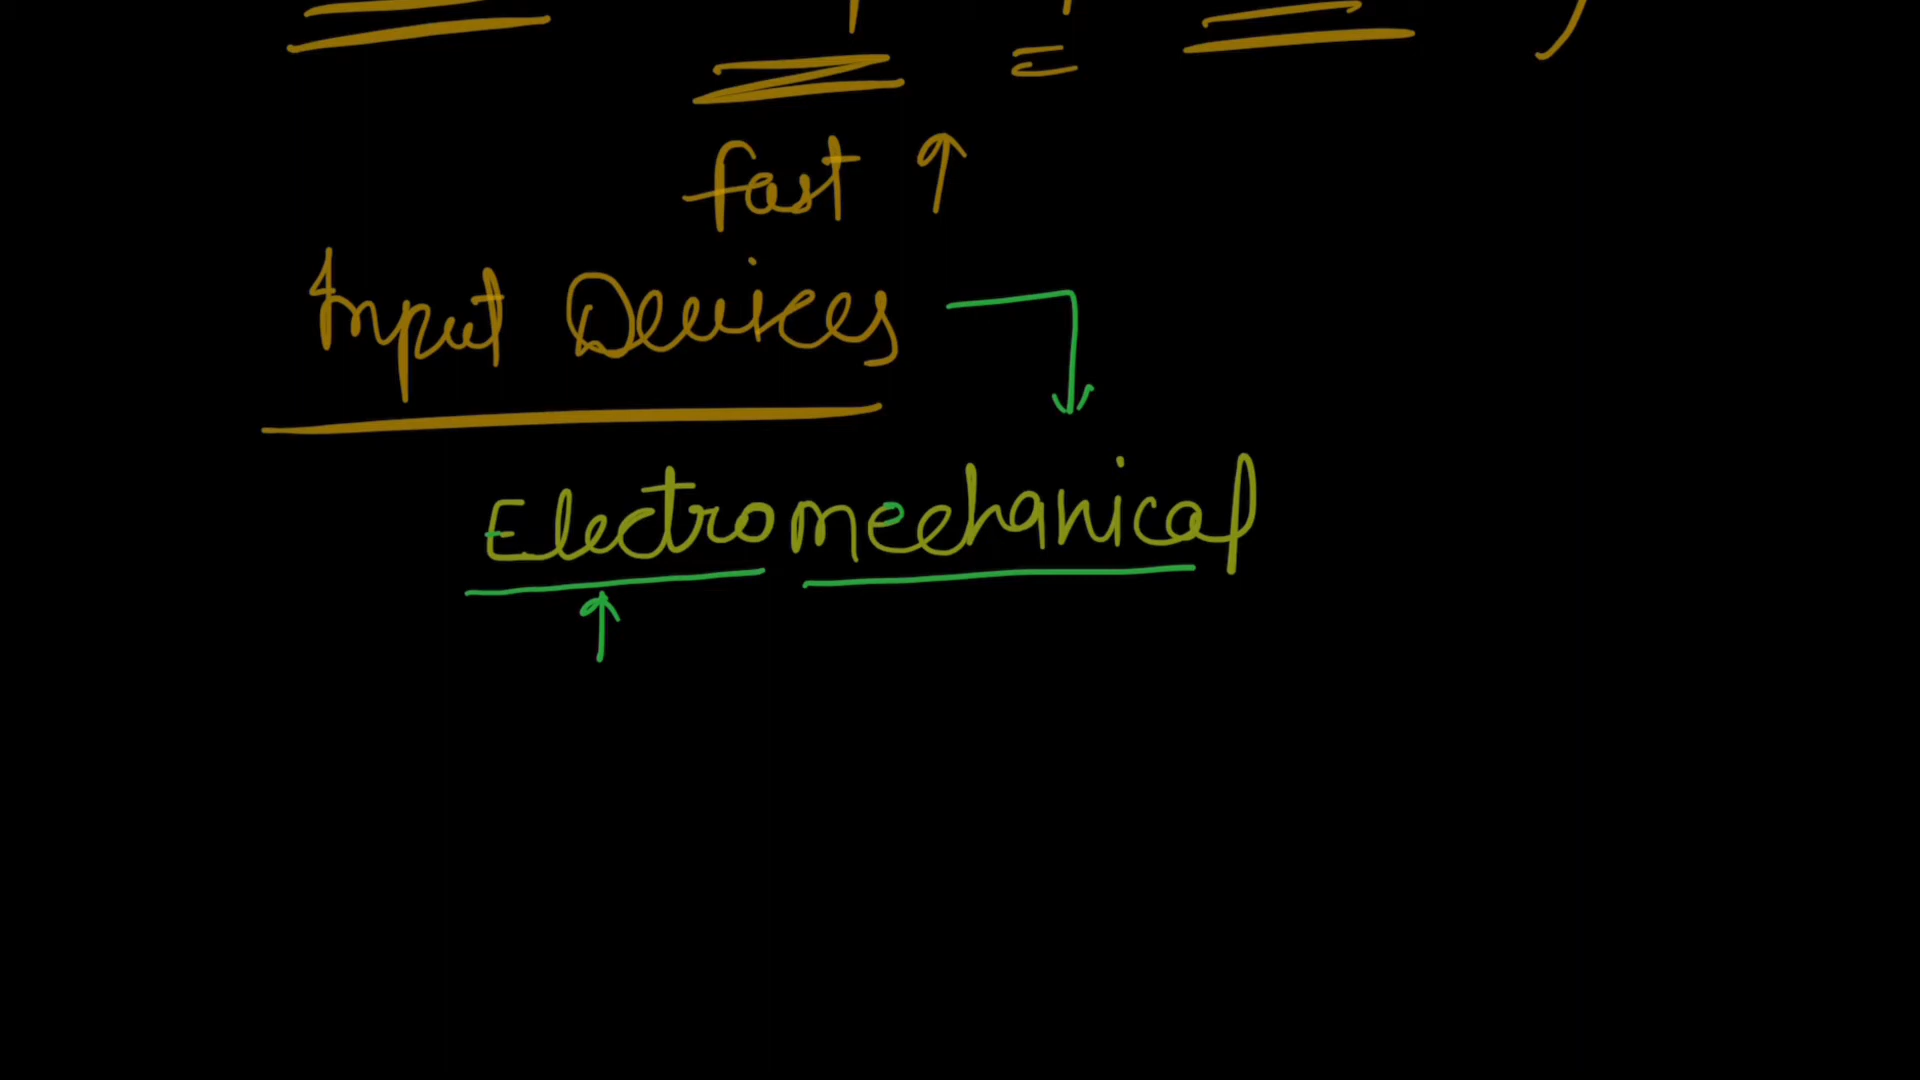 fast ↑
Input Devices
Electromechanical